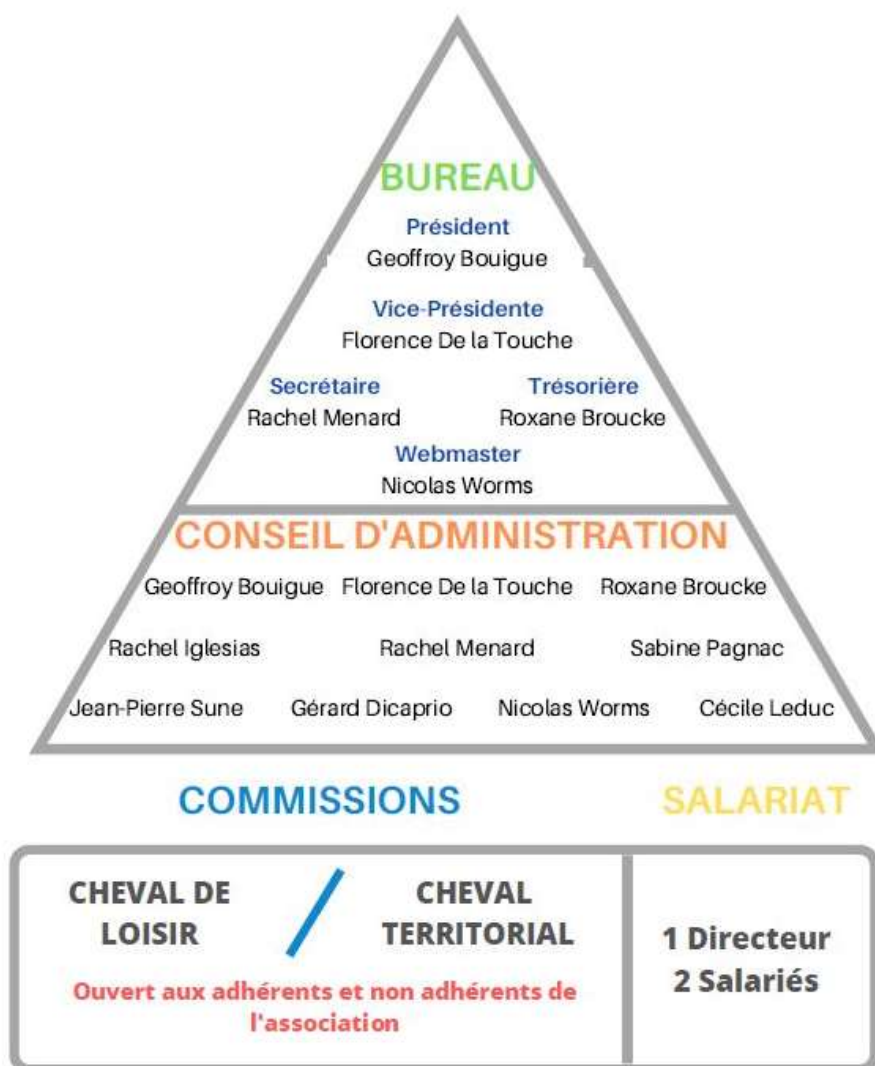 BUREAU
Président
Geoffroy Bouigue
Vice-Présidente
Florence De la Touche
Secrétaire Trésorière
Rachel Menard Roxane Broucke
Webmaster
Nicolas Worms
CONSEIL D'ADMINISTRATION
Geoffroy Bouigue Florence De la Touche Roxane Broucke
Rachel Iglesias Rachel Menard Sabine Pagnac
Jean-Pierre Sune Gérard Dicaprio Nicolas Worms Cécile Leduc
COMMISSIONS SALARIAT
CHEVAL DE
LOISIR
/
CHEVAL
TERRITORIAL
Ouvert aux adhérents et non adhérents de
l'association
1 Directeur
2 Salariés